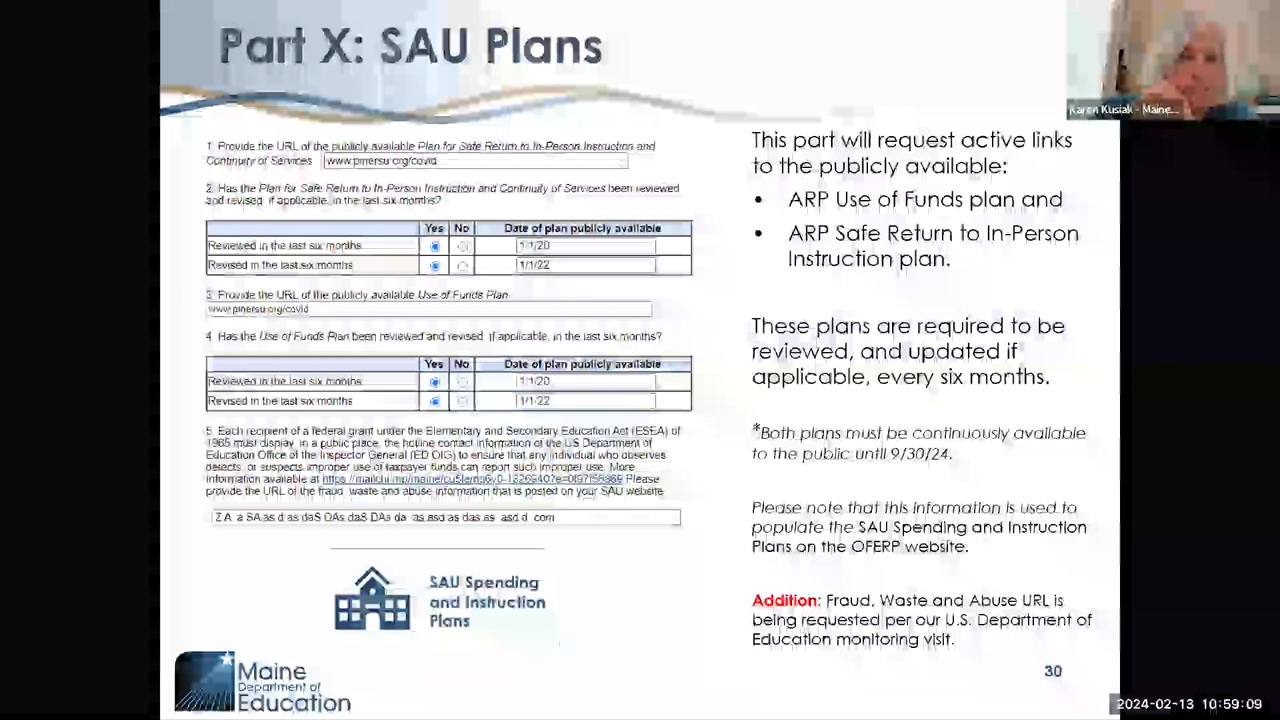 Part X: SAU Plans
Karen Kusiak - Maine...
1. Provide the URL of the publicly available Plan for Safe Return to In-Person Instruction and
Continuity of Services www.pinersu.org/covid
2. Has the Plan for Safe Return to In-Person Instruction and Continuity of Services been reviewed
and revised, if applicable, in the last six months?
Yes No Date of plan publicly available
Reviewed in the last six months 1/1/20
Revised in the last six months 1/1/22
3. Provide the URL of the publicly available Use of Funds Plan
www.pinersu.org/covid
4. Has the Use of Funds Plan been reviewed and revised, if applicable, in the last six months?
Yes No Date of plan publicly available
Reviewed in the last six months 1/1/20
Revised in the last six months 1/1/22
5. Each recipient of a federal grant under the Elementary and Secondary Education Act (ESEA) of
1965 must display, in a public place, the hotline contact information of the US Department of
Education Office of the Inspector General (ED OIG) to ensure that any individual who observes,
detects, or suspects improper use of taxpayer funds can report such improper use. More
information available at Please
provide the URL of the fraud, waste and abuse information that is posted on your SAU website
SAU Spending
and Instruction
Plans
Maine
Department of
Education
This part will request active links
to the publicly available:
• ARP Use of Funds plan and
• ARP Safe Return to In-Person
Instruction plan.
These plans are required to be
reviewed, and updated if
applicable, every six months.
*Both plans must be continuously available
to the public until 9/30/24.
Please note that this information is used to
populate the SAU Spending and Instruction
Plans on the OFERP website.
Addition: Fraud, Waste and Abuse URL is
being requested per our U.S. Department of
Education monitoring visit.
30
2024-02-13 10:59:09